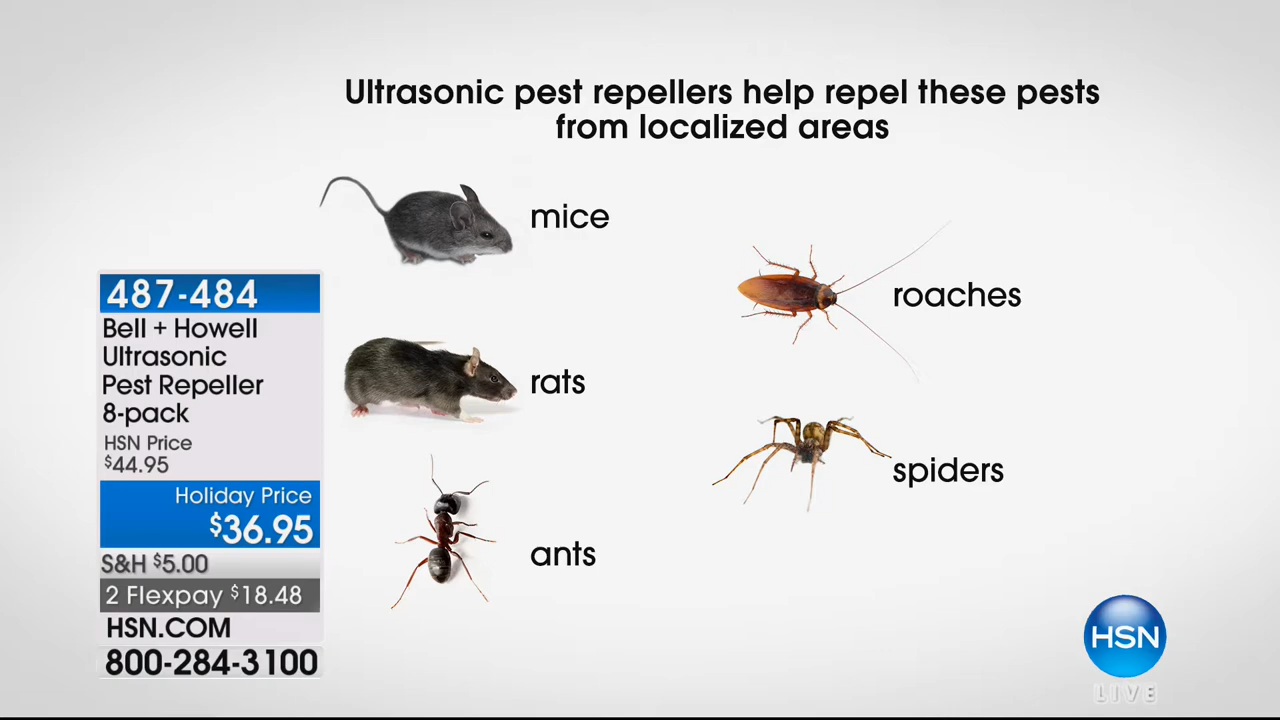 Ultrasonic pest repellers help repel these pests
from localized areas
mice
roaches
rats
spiders
ants
487-484
Bell + Howell
Ultrasonic
Pest Repeller
8-pack
HSN Price
$44.95
Holiday Price
$36.95
S&H $5.00
2 Flexpay $18.48
HSN.COM
800-284-3100
HSN
LIVE